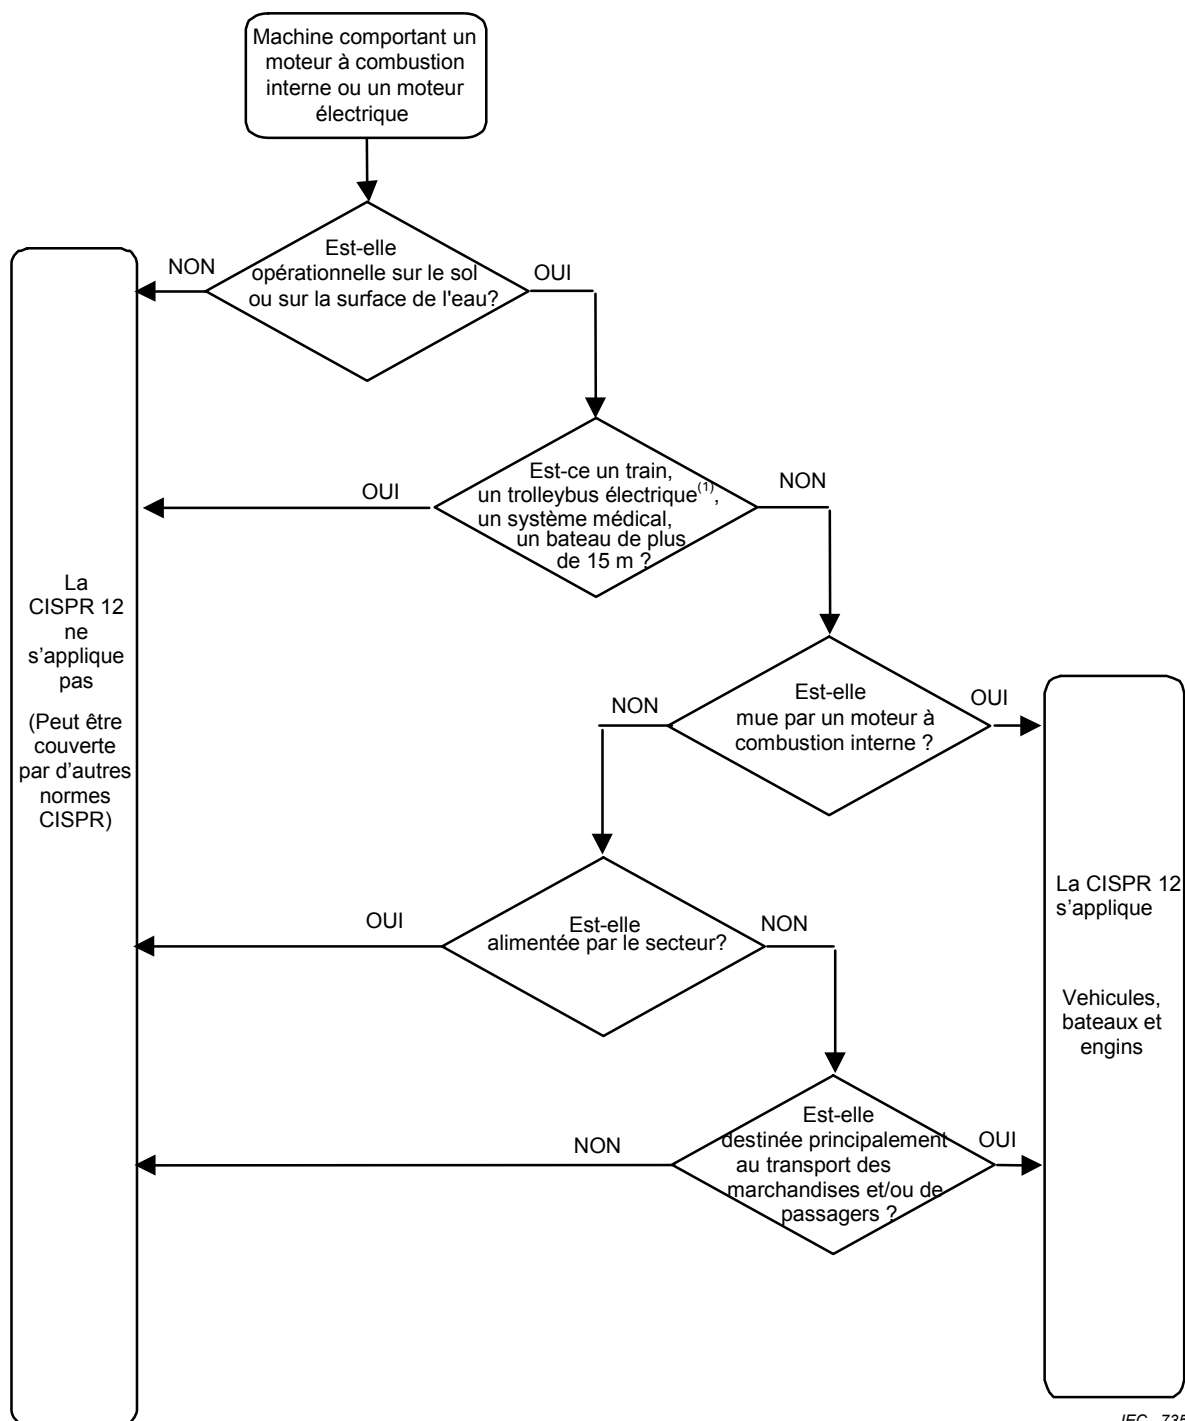 Machine comportant un
moteur à combustion
interne ou un moteur
électrique
Est-elle
opérationnelle sur le sol
ou sur la surface de l'eau?
NON
OUI
Est-ce un train,
un trolleybus électrique(1),
un système médical,
un bateau de plus
de 15 m ?
OUI
NON
La
CISPR 12
ne
s’applique
pas
(Peut être
couverte
par d’autres
normes
CISPR)
Est-elle
mue par un moteur à
combustion interne ?
NON
OUI
Est-elle
alimentée par le secteur?
OUI
NON
La CISPR 12
s’applique
Vehicules,
bateaux et
engins
Est-elle
destinée principalement
au transport des
marchandises et/ou de
passagers ?
NON
OUI